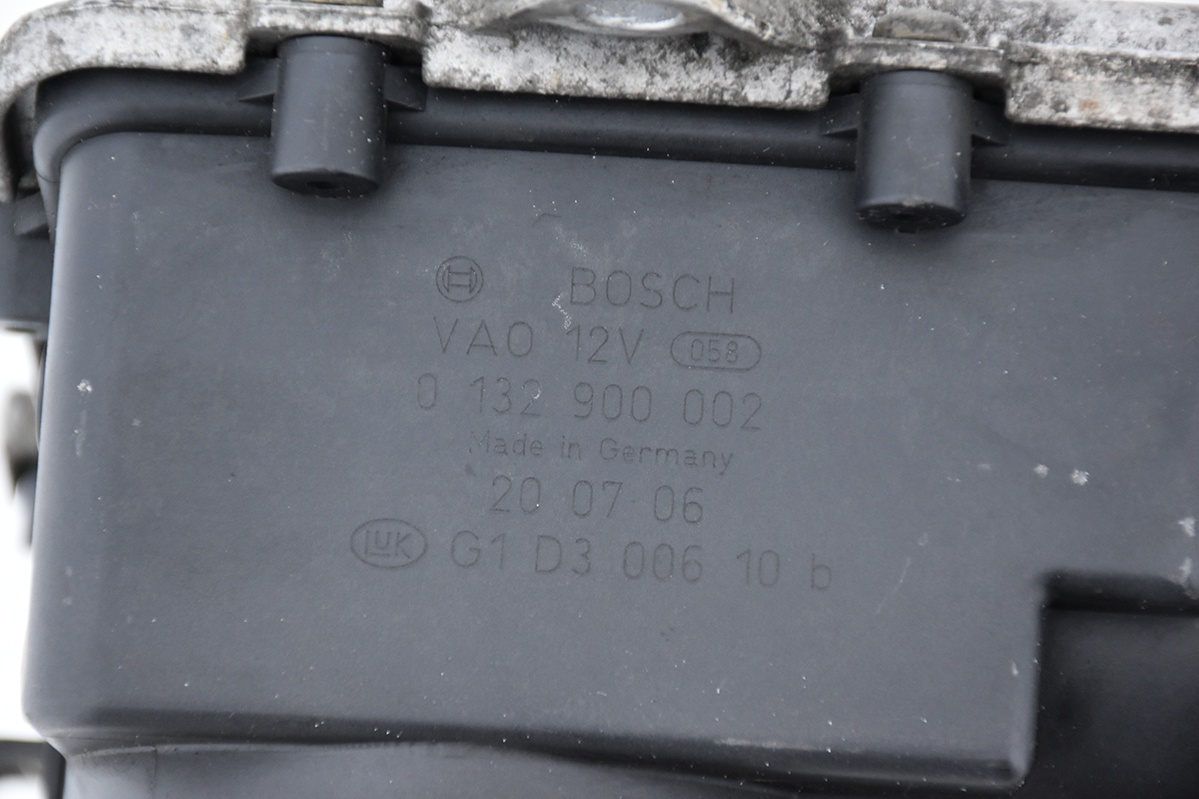 BOSCH
VAO 12V 058
0 132 900 002
Made in Germany
20 07 06
LUK G1 D3 006 10 b